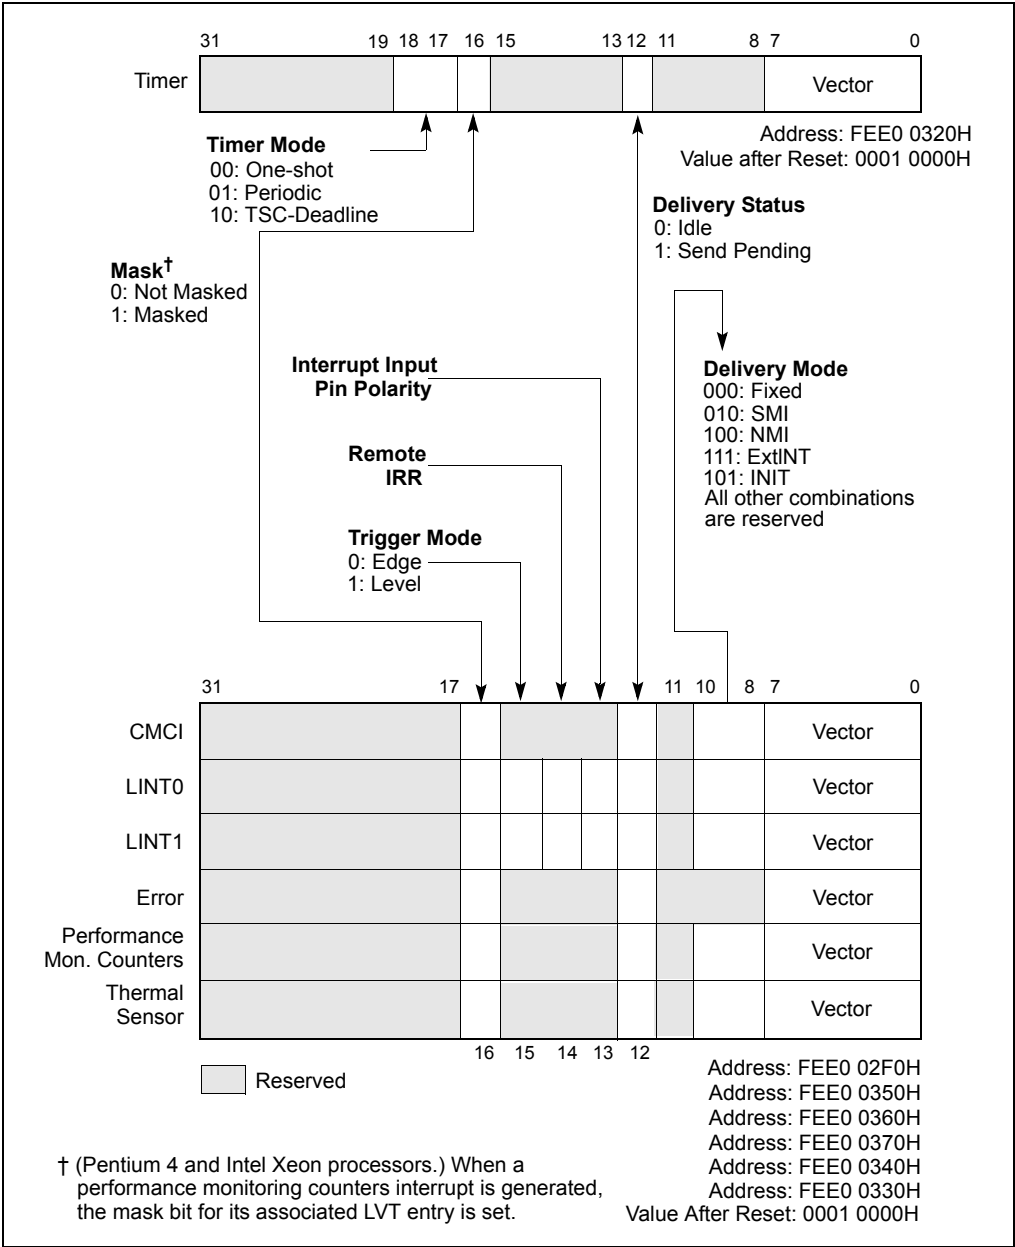 31 19 18 17 16 15 13 12 11 8 7 0
Timer
Vector
Address: FEE0 0320H
Value after Reset: 0001 0000H
Timer Mode
00: One-shot
01: Periodic
10: TSC-Deadline
Delivery Status
0: Idle
1: Send Pending
Mask†
0: Not Masked
1: Masked
Interrupt Input
Pin Polarity
Delivery Mode
000: Fixed
010: SMI
100: NMI
111: ExtINT
101: INIT
All other combinations
are reserved
Remote
IRR
Trigger Mode
0: Edge
1: Level
31 17 11 10 8 7 0
CMCI Vector
LINT0 Vector
LINT1 Vector
Error Vector
Performance
Mon. Counters Vector
Thermal
Sensor Vector
16 15 14 13 12
Reserved
Address: FEE0 02F0H
Address: FEE0 0350H
Address: FEE0 0360H
Address: FEE0 0370H
Address: FEE0 0340H
Address: FEE0 0330H
Value After Reset: 0001 0000H
† (Pentium 4 and Intel Xeon processors.) When a
performance monitoring counters interrupt is generated,
the mask bit for its associated LVT entry is set.